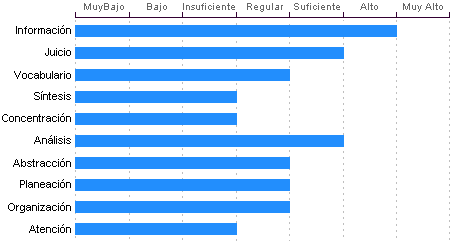 MuyBajo Bajo Insuficiente Regular Suficiente Alto Muy Alto
Información
Juicio
Vocabulario
Síntesis
Concentración
Análisis
Abstracción
Planeación
Organización
Atención